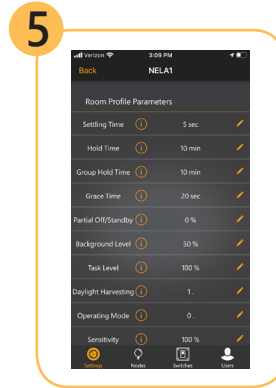 5
Verizon 3:09 PM
Back NELA1
Room Profile Parameters
Settling Time i 5 sec
Hold Time i 10 min
Group Hold Time i 10 min
Grace Time i 20 sec
Partial Off/Standby i 0 %
Background Level i 50 %
Task Level i 100 %
Daylight Harvesting i 1 .
Operating Mode i 0 .
Sensitivity i 100 %
Settings Nodes Switches Users